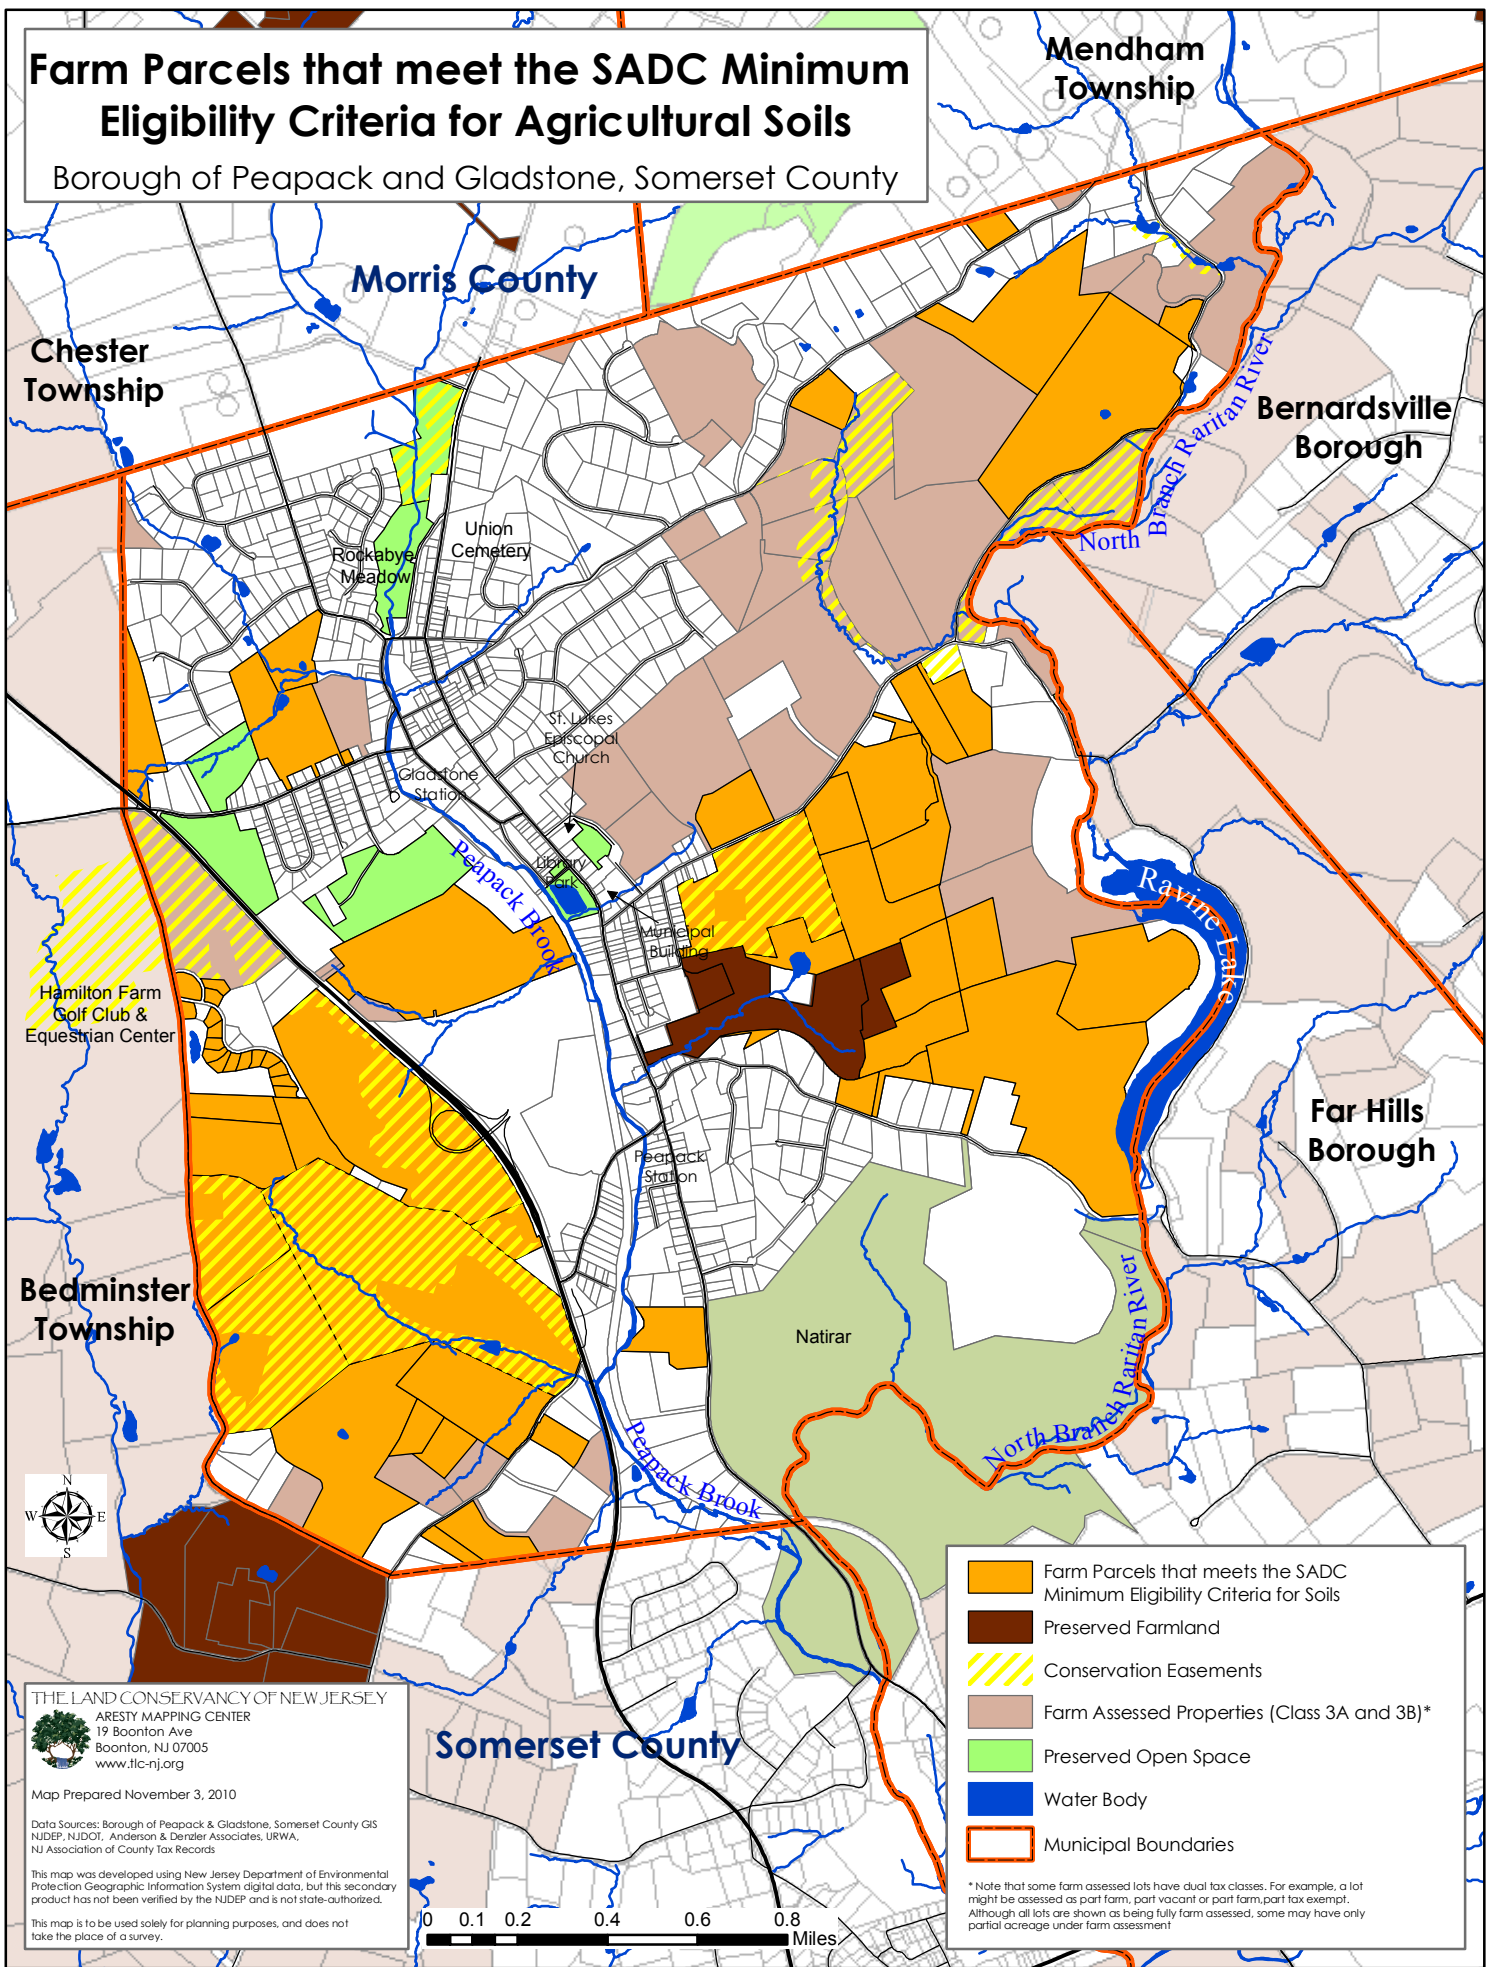 Farm Parcels that meet the SADC Minimum
Eligibility Criteria for Agricultural Soils
Borough of Peapack and Gladstone, Somerset County
Mendham
Township
Morris County
Chester
Township
Bernardsville
Borough
North
Branch Raritan River
Union
Cemetery
Rockabye
Meadow
St. Lukes
Episcopal
Church
Gladstone
Station
Peapack Brook
Library
Park
Municipal
Building
Ravine Lake
Hamilton Farm
Golf Club &
Equestrian Center
Far Hills
Borough
Peapack
Station
Bedminster
Township
Natirar
North Branch Raritan River
Peapack Brook
N
W
E
S
Somerset County
Farm Parcels that meets the SADC
Minimum Eligibility Criteria for Soils
Preserved Farmland
Conservation Easements
Farm Assessed Properties (Class 3A and 3B)*
Preserved Open Space
Water Body
Municipal Boundaries
* Note that some farm assessed lots have dual tax classes. For example, a lot
might be assessed as part farm, part vacant or part farm,part tax exempt.
Although all lots are shown as being fully farm assessed, some may have only
partial acreage under farm assessment
THE LAND CONSERVANCY OF NEW JERSEY
ARESTY MAPPING CENTER
19 Boonton Ave
Boonton, NJ 07005
www.tlc-nj.org
Map Prepared November 3, 2010
Data Sources: Borough of Peapack & Gladstone, Somerset County GIS
NJDEP, NJDOT, Anderson & Denzler Associates, URWA,
NJ Association of County Tax Records
This map was developed using New Jersey Department of Environmental
Protection Geographic Information System digital data, but this secondary
product has not been verified by the NJDEP and is not state-authorized.
This map is to be used solely for planning purposes, and does not
take the place of a survey.
0 0.1 0.2 0.4 0.6 0.8
Miles